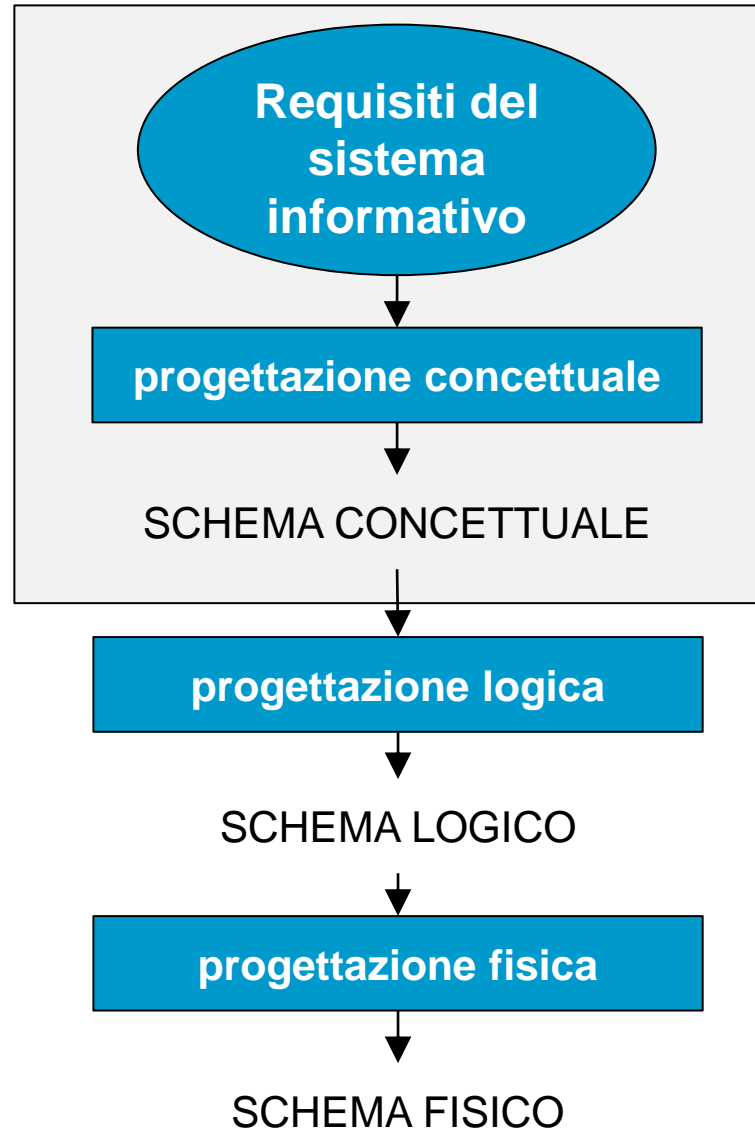 Requisiti del
sistema
informativo
progettazione concettuale
SCHEMA CONCETTUALE
progettazione logica
SCHEMA LOGICO
progettazione fisica
SCHEMA FISICO